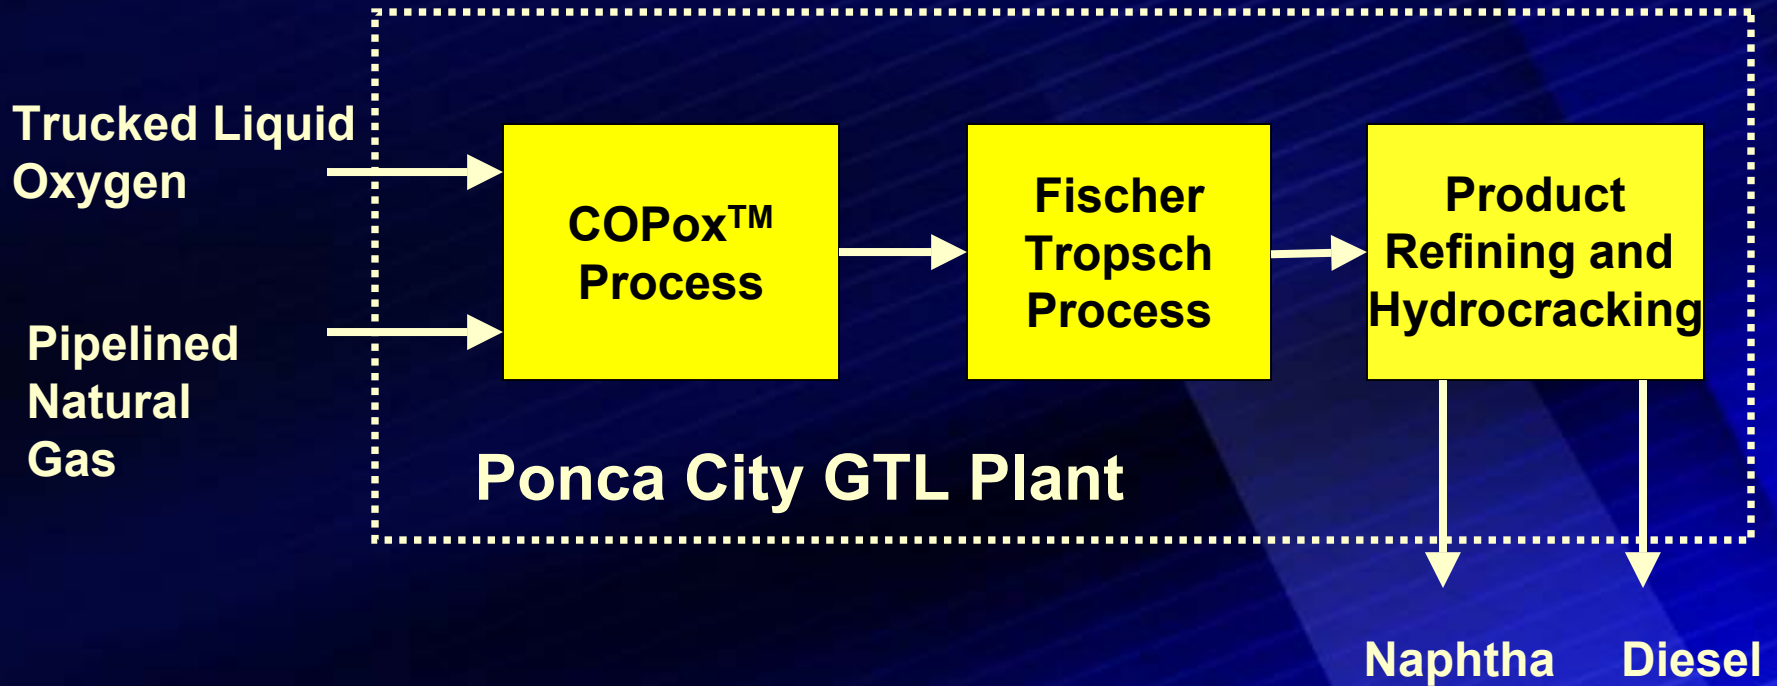 Trucked Liquid
Oxygen
Pipelined
Natural
Gas
COPox™
Process
Fischer
Tropsch
Process
Product
Refining and
Hydrocracking
Ponca City GTL Plant
Naphtha
Diesel